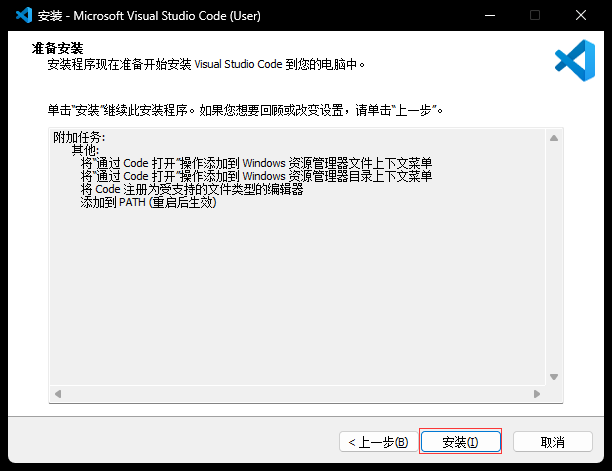 安装 - Microsoft Visual Studio Code (User)
准备安装
安装程序现在准备开始安装 Visual Studio Code 到您的电脑中。
单击“安装”继续此安装程序。如果您想要回顾或改变设置，请单击“上一步”。
附加任务:
其他:
将“通过 Code 打开”操作添加到 Windows 资源管理器文件上下文菜单
将“通过 Code 打开”操作添加到 Windows 资源管理器目录上下文菜单
将 Code 注册为受支持的文件类型的编辑器
添加到 PATH (重启后生效)
< 上一步(B) 安装(I) 取消